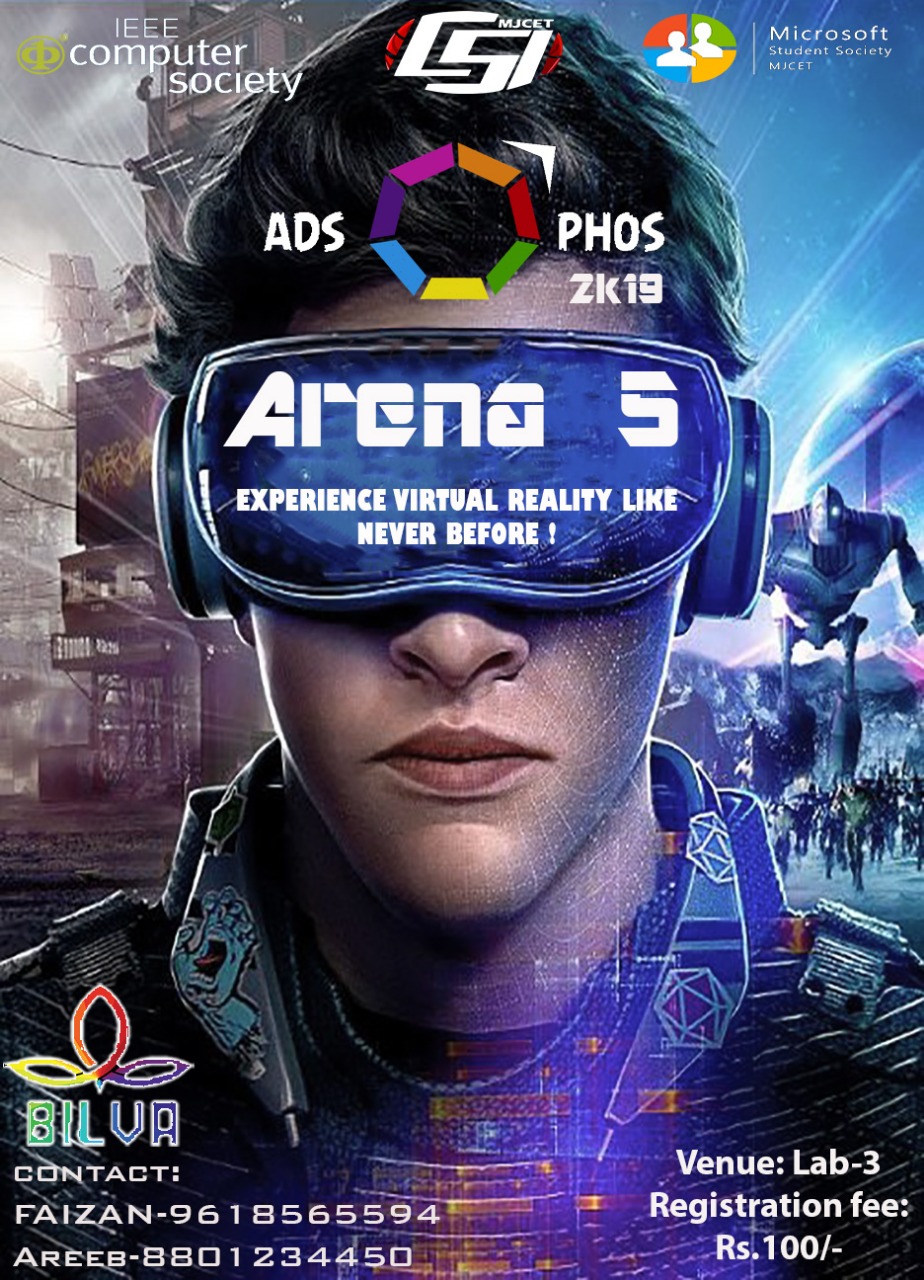 IEEE
computer
society
MJCET
CSI
Microsoft
Student Society
MJCET
ADS PHOS
2k19
Arena 5
EXPERIENCE VIRTUAL REALITY LIKE
NEVER BEFORE !
BILVA
CONTACT:
FAIZAN-9618565594
AREEB-8801234450
Venue: Lab-3
Registration fee:
Rs.100/-